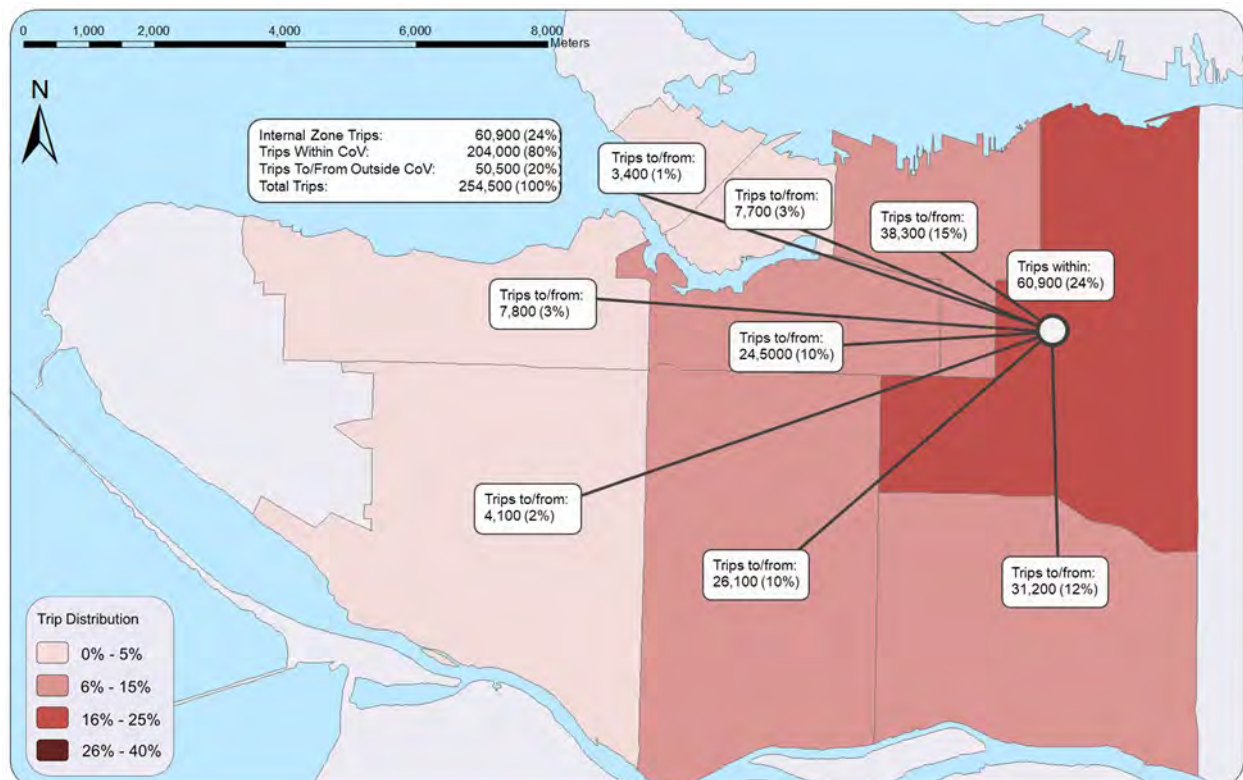 0 1,000 2,000 4,000 6,000 8,000
Meters
N
Internal Zone Trips: 60,900 (24%)
Trips Within CoV: 204,000 (80%)
Trips To/From Outside CoV: 50,500 (20%)
Total Trips: 254,500 (100%)
Trips to/from:
3,400 (1%)
Trips to/from:
7,700 (3%)
Trips to/from:
38,300 (15%)
Trips within:
60,900 (24%)
Trips to/from:
7,800 (3%)
Trips to/from:
24,5000 (10%)
Trips to/from:
4,100 (2%)
Trips to/from:
26,100 (10%)
Trips to/from:
31,200 (12%)
Trip Distribution
0% - 5%
6% - 15%
16% - 25%
26% - 40%